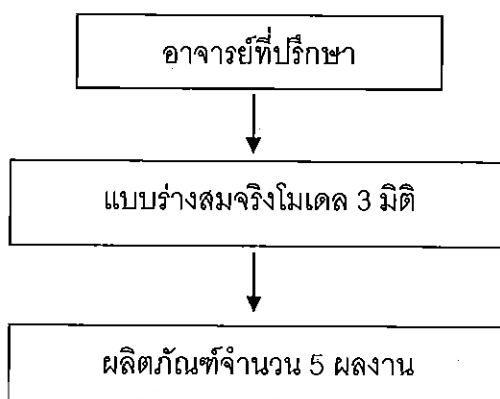 อาจารย์ที่ปรึกษา
แบบร่างสมจริงโมเดล 3 มิติ
ผลิตภัณฑ์จำนวน 5 ผลงาน